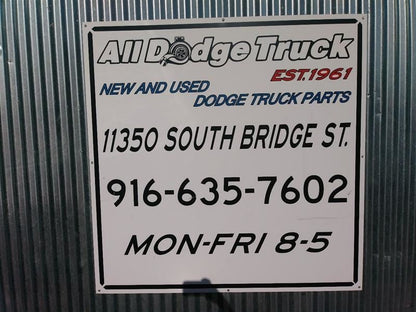 All Dodge Truck
EST.1961
NEW AND USED
DODGE TRUCK PARTS
11350 SOUTH BRIDGE ST.
916-635-7602
MON-FRI 8-5